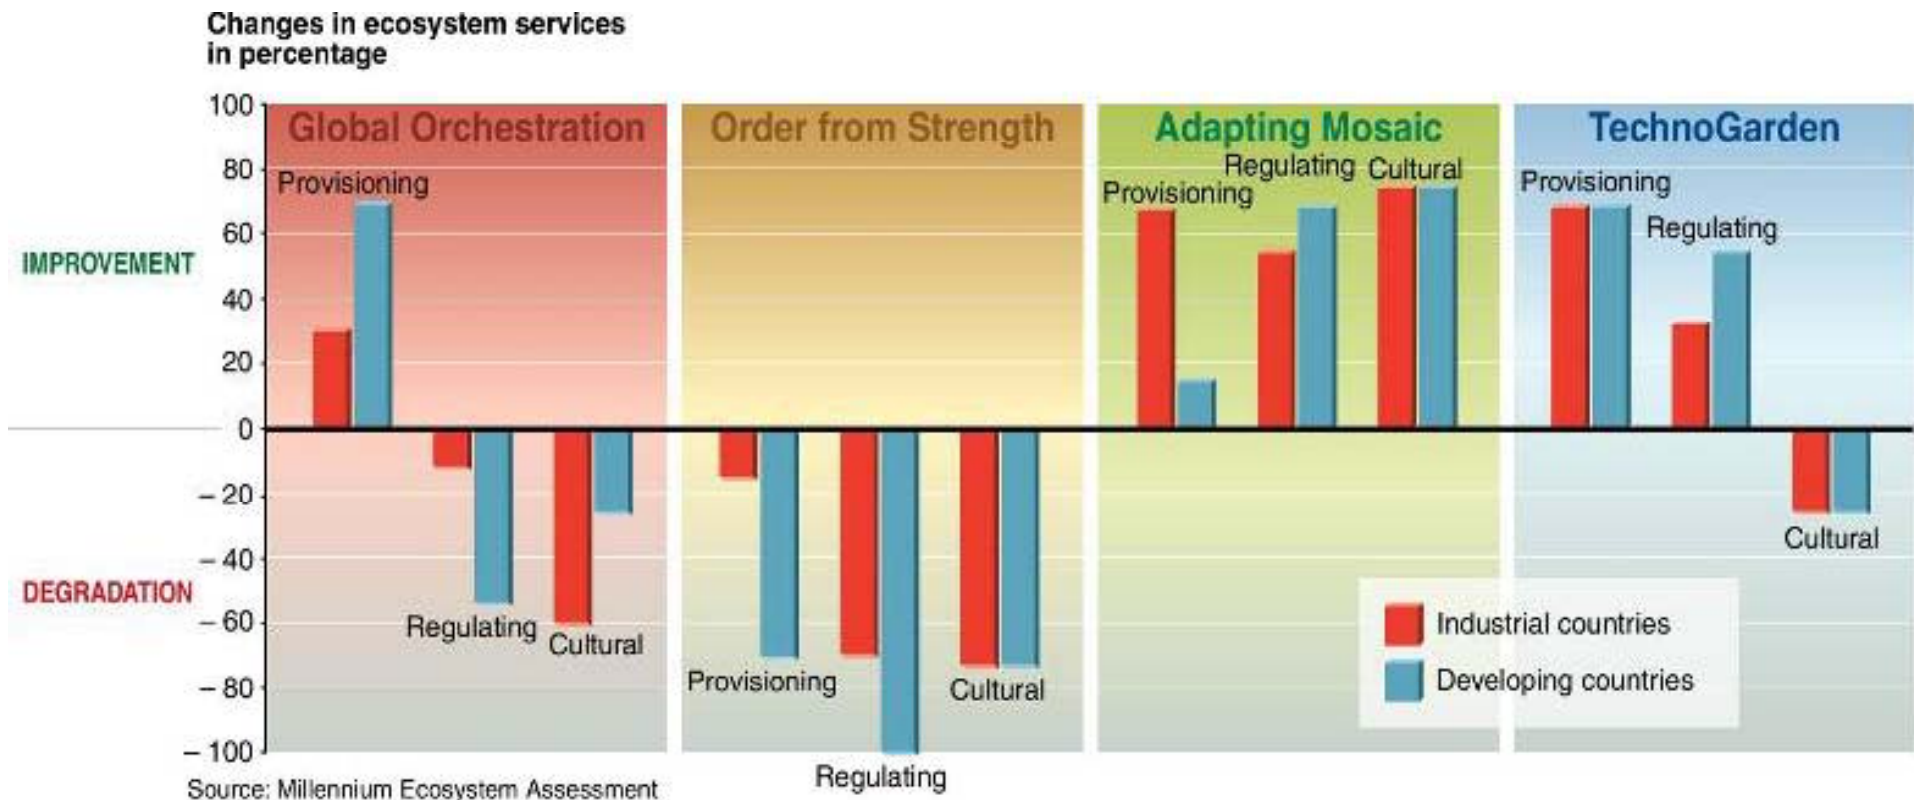 Changes in ecosystem services
in percentage
100
80
60
40
20
0
– 20
– 40
– 60
– 80
– 100
IMPROVEMENT
DEGRADATION
Global Orchestration
Provisioning
Regulating
Cultural
Order from Strength
Provisioning
Regulating
Cultural
Adapting Mosaic
Provisioning
Regulating
Cultural
TechnoGarden
Provisioning
Regulating
Cultural
Industrial countries
Developing countries
Source: Millennium Ecosystem Assessment